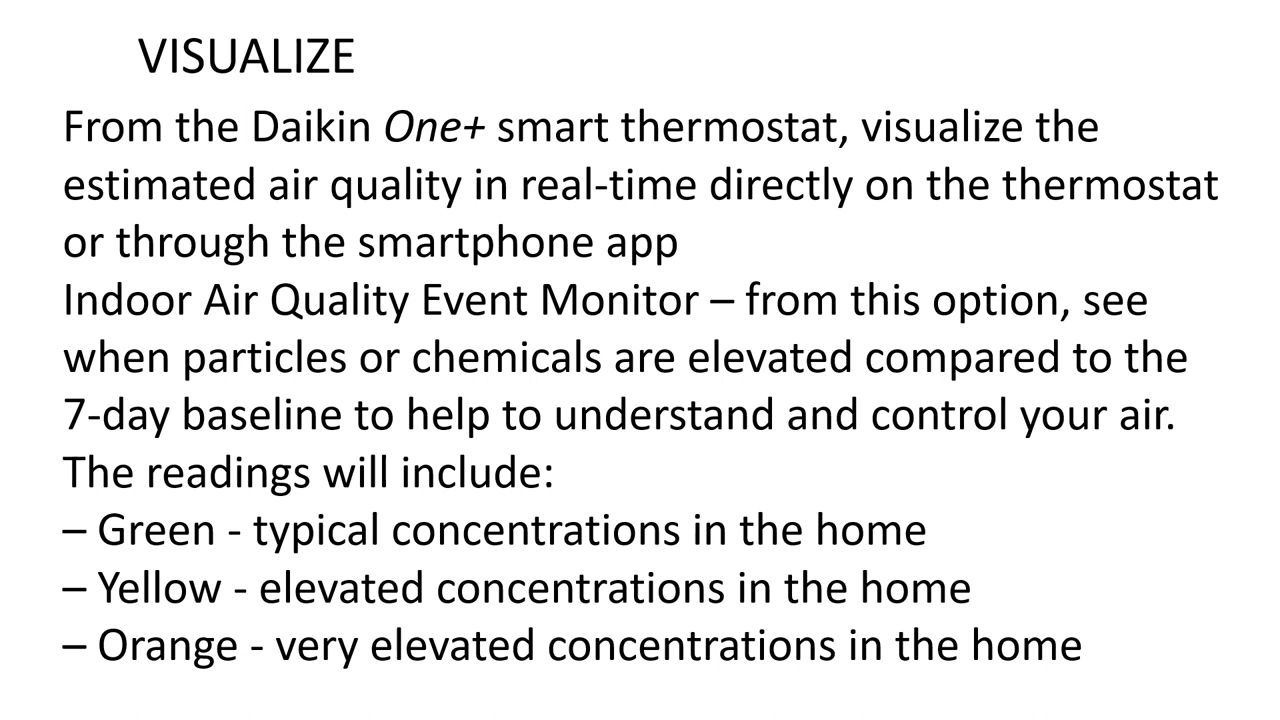 VISUALIZE
From the Daikin One+ smart thermostat, visualize the
estimated air quality in real-time directly on the thermostat
or through the smartphone app
Indoor Air Quality Event Monitor – from this option, see
when particles or chemicals are elevated compared to the
7-day baseline to help to understand and control your air.
The readings will include:
– Green - typical concentrations in the home
– Yellow - elevated concentrations in the home
– Orange - very elevated concentrations in the home